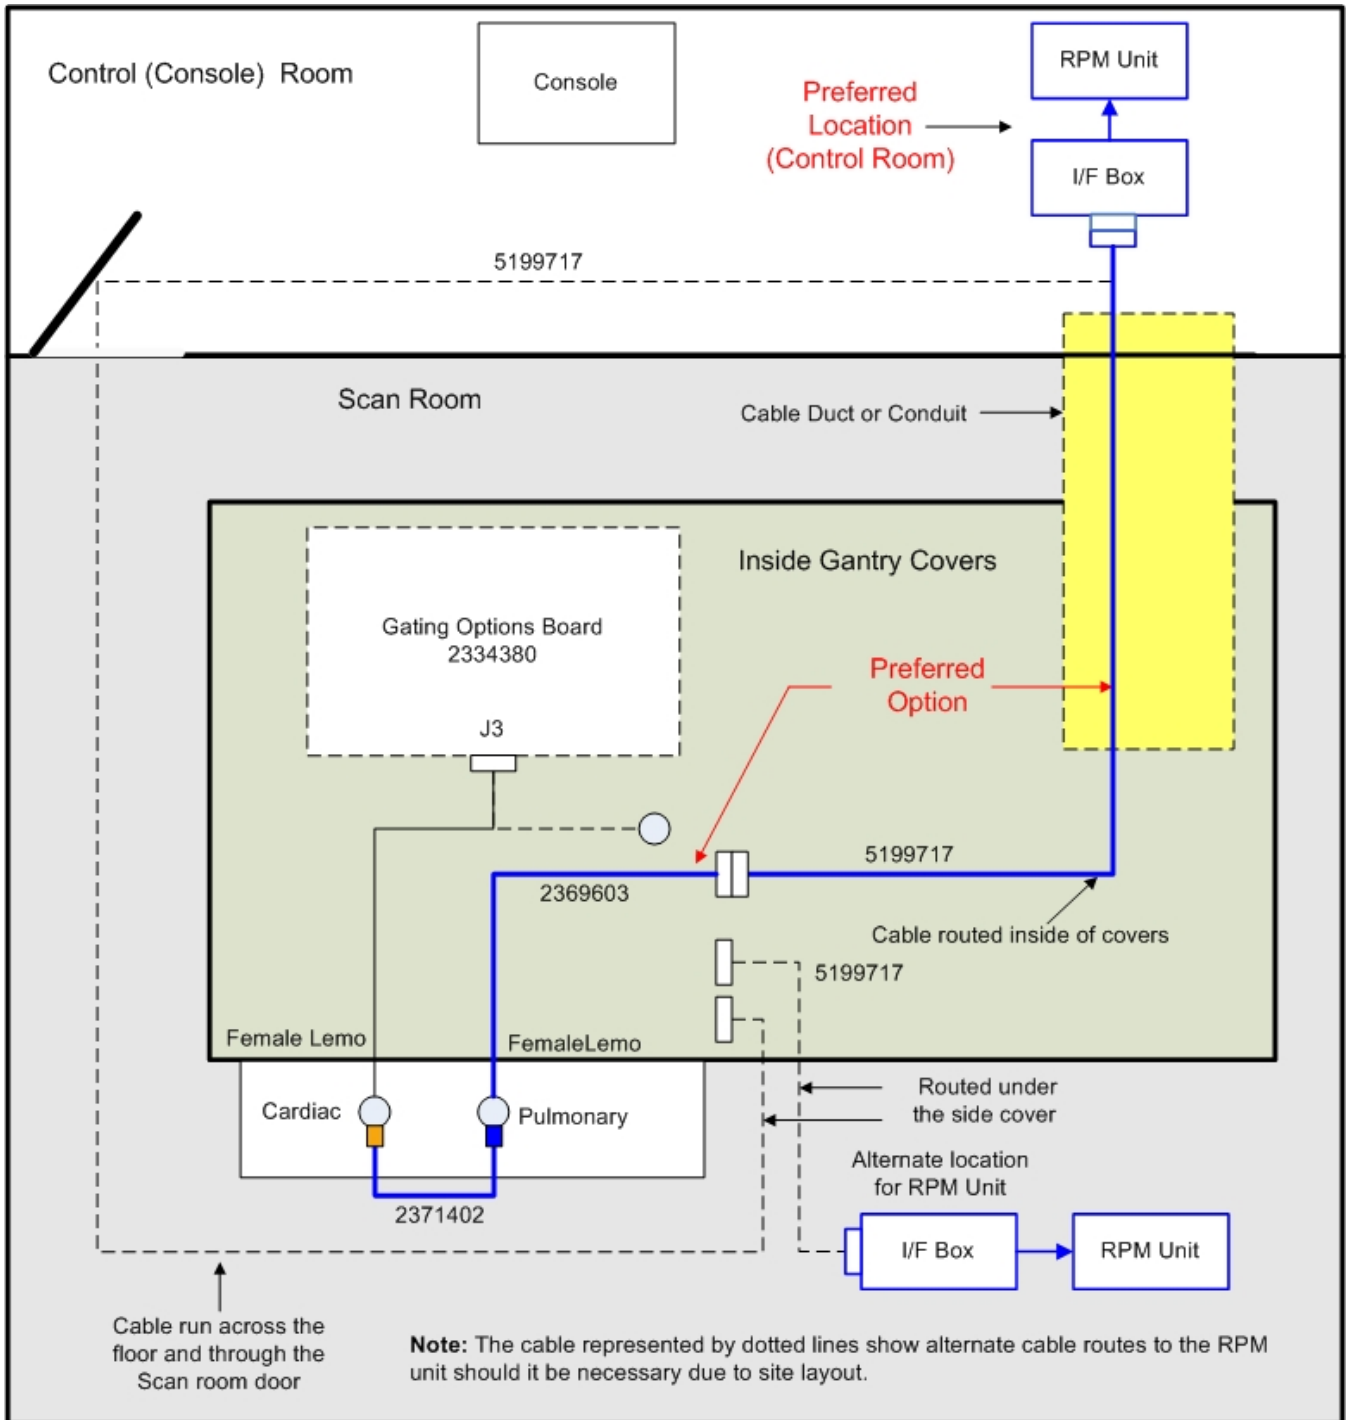 Control (Console)  Room
Console
RPM Unit
Preferred
Location
(Control Room)
I/F Box
5199717
Scan Room
Cable Duct or Conduit
Inside Gantry Covers
Gating Options Board
2334380
J3
Preferred
Option
5199717
2369603
Cable routed inside of covers
5199717
Female Lemo
FemaleLemo
Cardiac
Pulmonary
2371402
Routed under
the side cover
Alternate location
for RPM Unit
I/F Box
RPM Unit
Cable run across the
floor and through the
Scan room door
Note: The cable represented by dotted lines show alternate cable routes to the RPM
unit should it be necessary due to site layout.